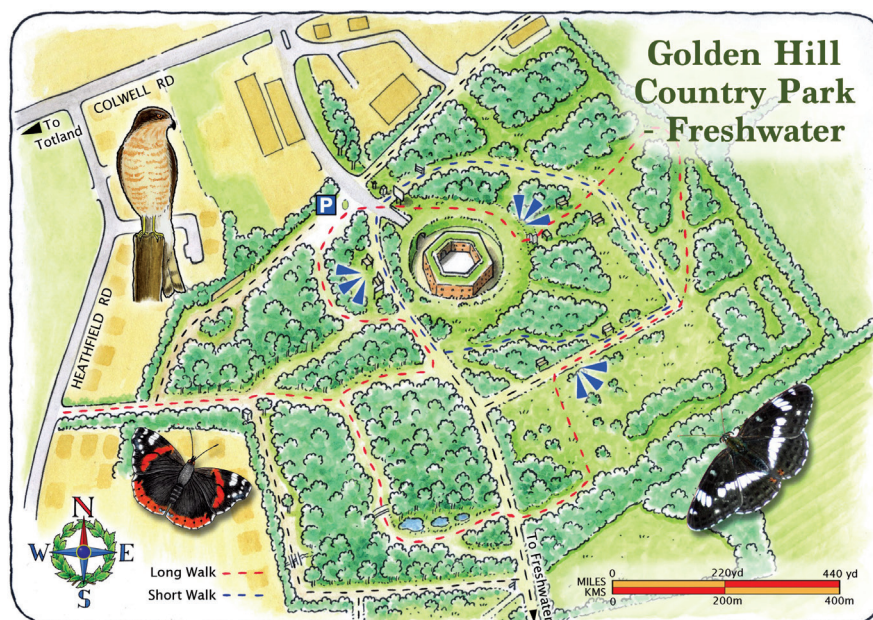 Golden Hill
Country Park
- Freshwater
COLWELL RD
To
Totland
P
HEATHFIELD RD
N
W E
S
Long Walk
Short Walk
To Freshwater
0 220yd 440 yd
MILES
KMS
0 200m 400m